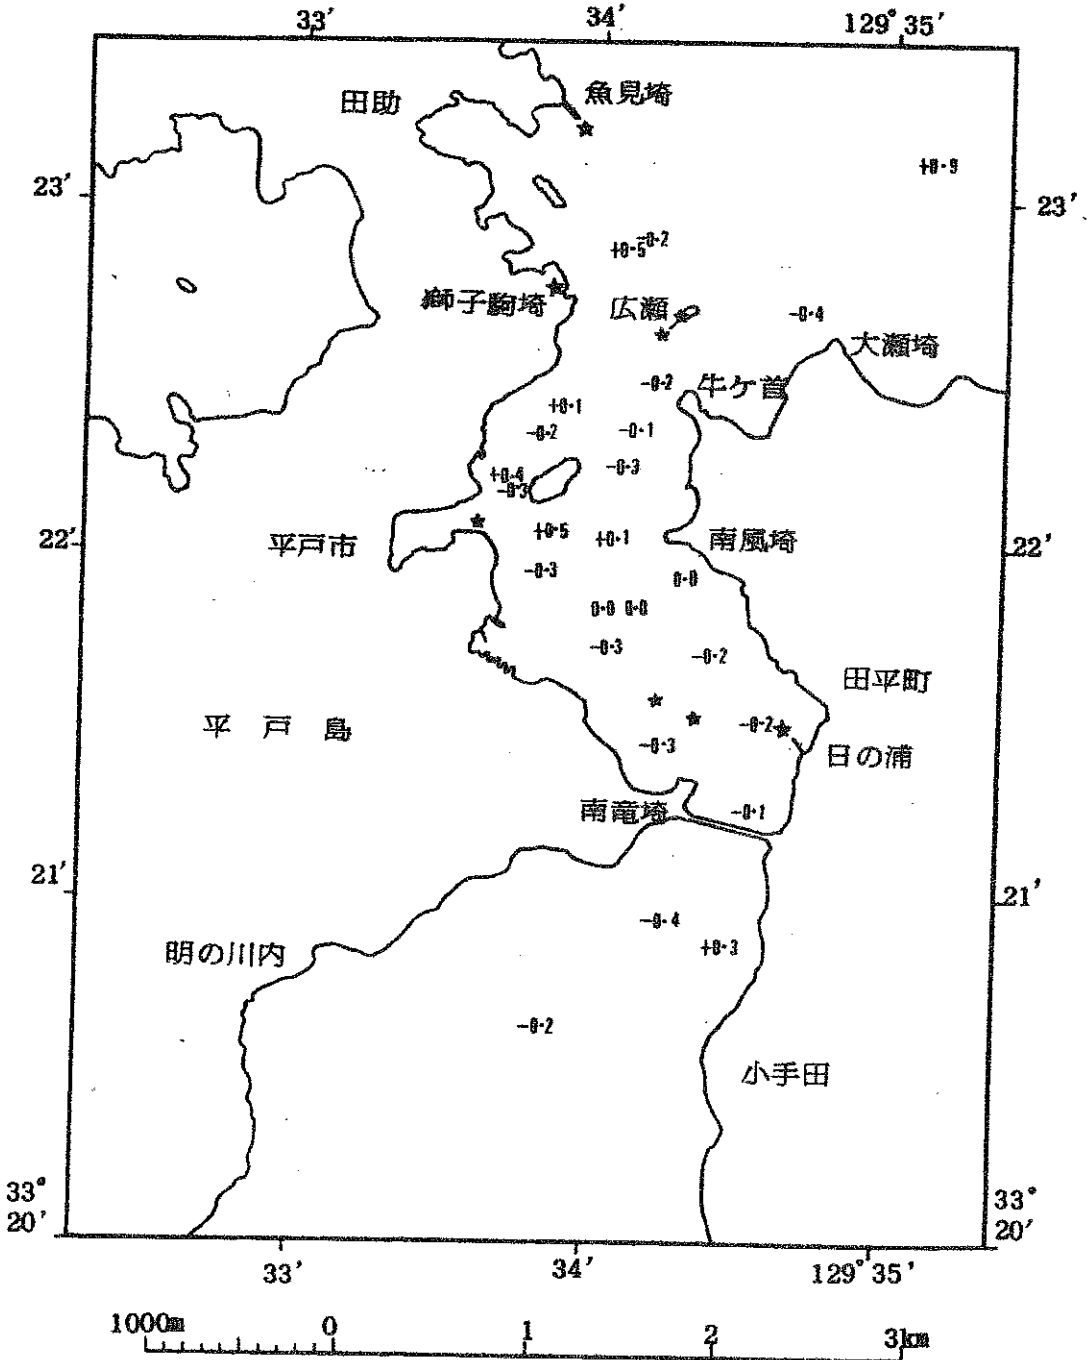 33′ 34′ 129° 35′
田助 魚見埼
+0.9
23′ 23′
+0.5 -0.2
獅子駒埼 広瀬 -0.4
大瀬埼
-0.2 牛ケ首
+0.1
-0.2 -0.1
+0.4 -0.3
-0.3
平戸市 +0.5 +0.1 南風埼
22′ 22′
-0.3 0.0
0.0 0.0
-0.3 -0.2
田平町
平戸島 -0.2
-0.3 日の浦
南竜埼 -0.1
21′ 21′
-0.4
明の川内 +0.3
-0.2
小手田
33° 33°
20′ 20′
33′ 34′ 129° 35′
1000m 0 1 2 3km